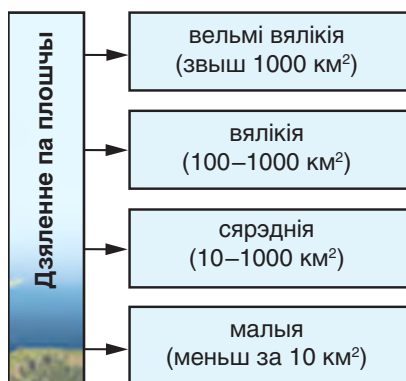 Дзяленне па плошчы
вельмі вялікія
(звыш 1000 км²)
вялікія
(100–1000 км²)
сярэднія
(10–1000 км²)
малыя
(меньш за 10 км²)